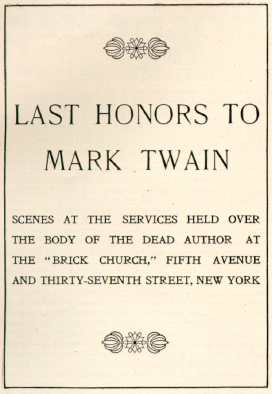 LAST HONORS TO
MARK TWAIN
SCENES AT THE SERVICES HELD OVER
THE BODY OF THE DEAD AUTHOR AT
THE "BRICK CHURCH," FIFTH AVENUE
AND THIRTY-SEVENTH STREET, NEW YORK